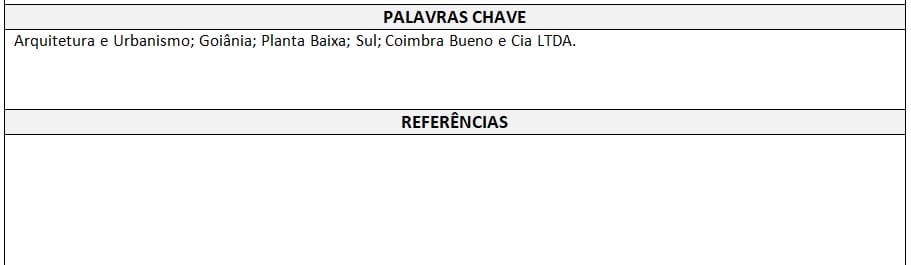 PALAVRAS CHAVE
Arquitetura e Urbanismo; Goiânia; Planta Baixa; Sul; Coimbra Bueno e Cia LTDA.
REFERÊNCIAS